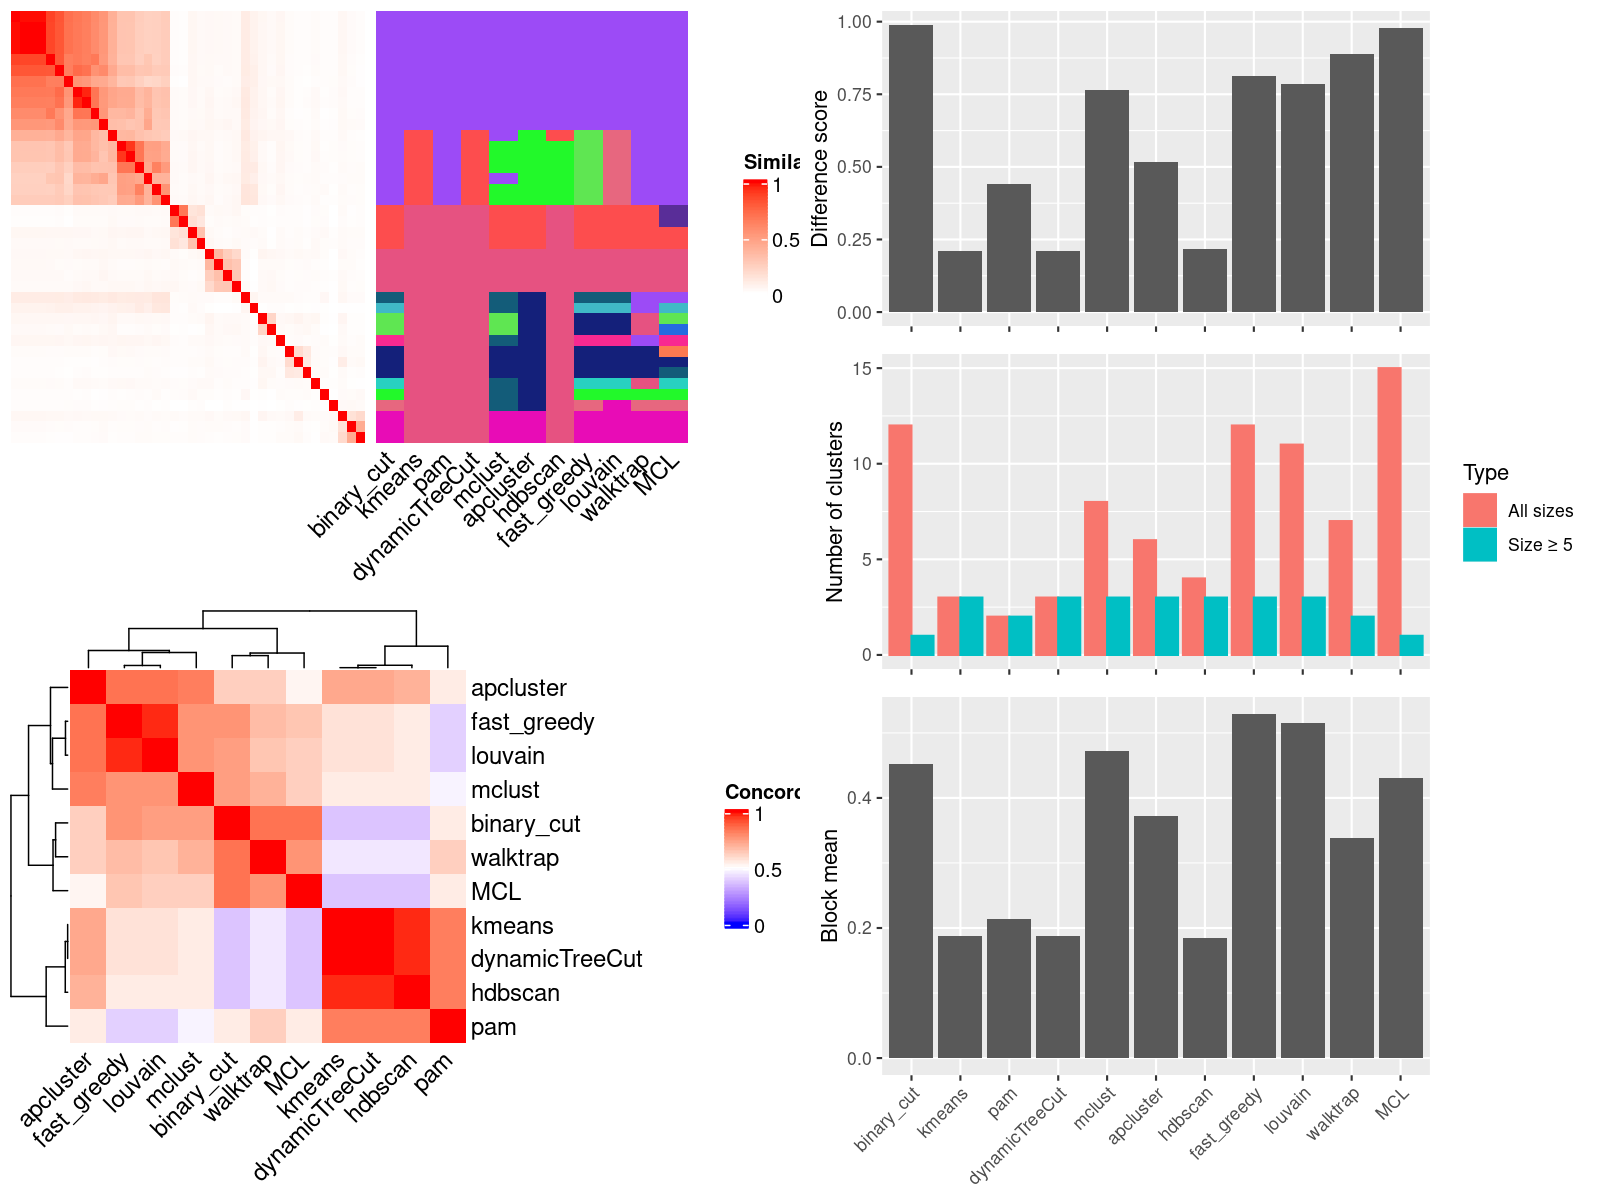 Simila
1
0.5
0
binary_cut
kmeans
pam
dynamicTreeCut
mclust
apcluster
hdbscan
fast_greedy
louvain
walktrap
MCL
apcluster
fast_greedy
louvain
mclust
binary_cut
walktrap
MCL
kmeans
dynamicTreeCut
hdbscan
pam
apcluster
fast_greedy
louvain
mclust
binary_cut
walktrap
MCL
kmeans
dynamicTreeCut
hdbscan
pam
Concord
1
0.5
0
Difference score
1.00
0.75
0.50
0.25
0.00
Number of clusters
15
10
5
0
Type
All sizes
Size ≥ 5
Block mean
0.4
0.2
0.0
binary_cut
kmeans
pam
dynamicTreeCut
mclust
apcluster
hdbscan
fast_greedy
louvain
walktrap
MCL